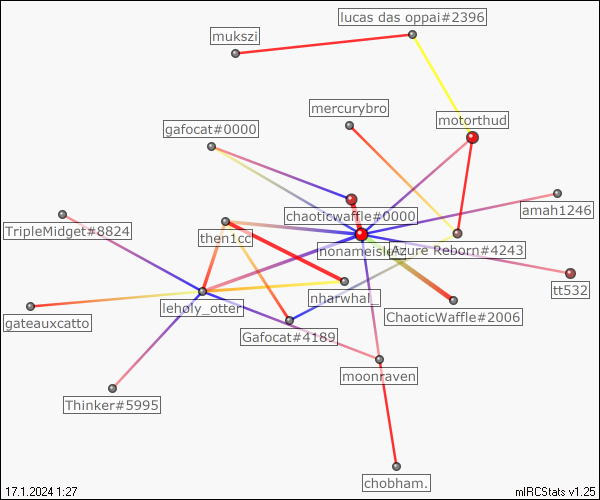 lucas das oppai#2396
mukszi
mercurybro
motorthud
gafocat#0000
amah1246
chaoticwaffle#0000
TripleMidget#8824
then1cc
Azure Reborn#4243
tt532
nharwhal_
leholy_otter
ChaoticWaffle#2006
gateauxcatto
Gafocat#4189
moonraven
Thinker#5995
chobham.
17.1.2024 1:27
mIRCStats v1.25